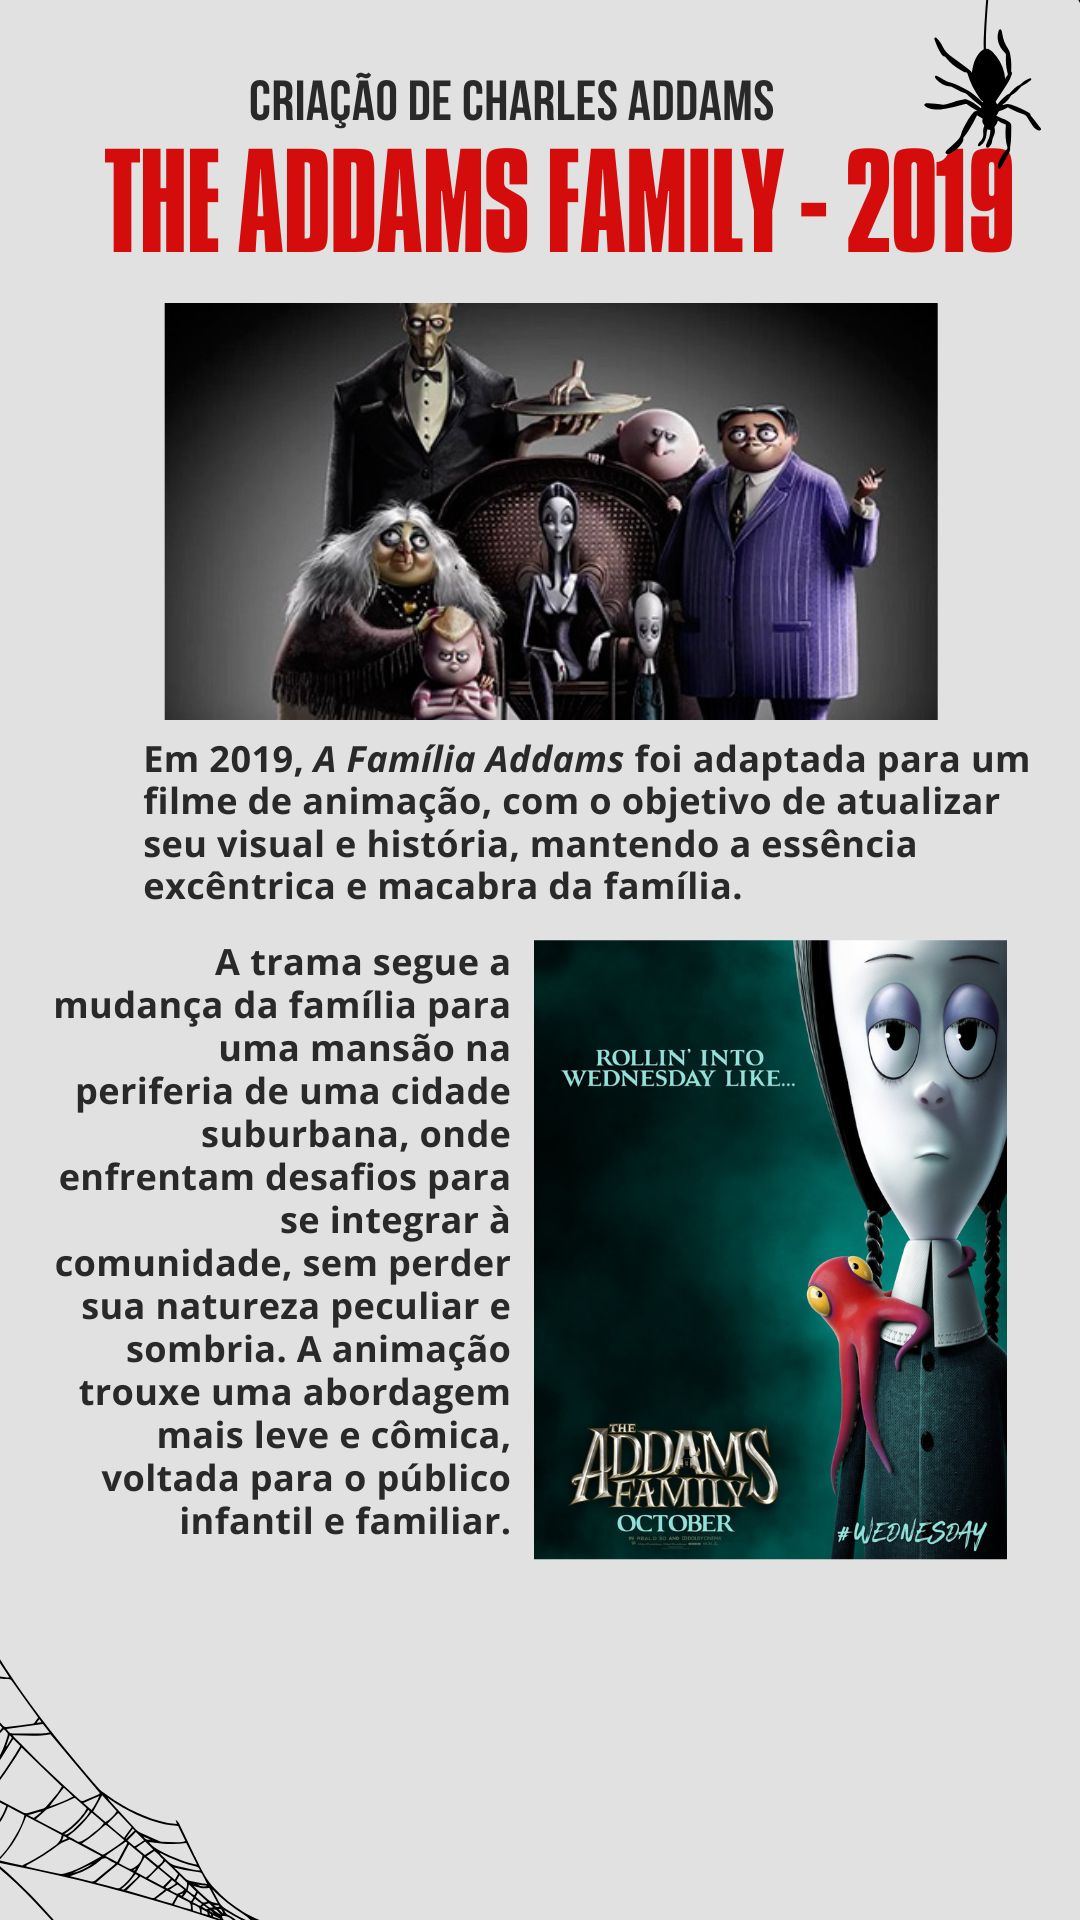 CRIAÇÃO DE CHARLES ADDAMS
THE ADDAMS FAMILY - 2019
Em 2019, A Família Addams foi adaptada para um
filme de animação, com o objetivo de atualizar
seu visual e história, mantendo a essência
excêntrica e macabra da família.
A trama segue a
mudança da família para
uma mansão na
periferia de uma cidade
suburbana, onde
enfrentam desafios para
se integrar à
comunidade, sem perder
sua natureza peculiar e
sombria. A animação
trouxe uma abordagem
mais leve e cômica,
voltada para o público
infantil e familiar.
ROLLIN' INTO
WEDNESDAY LIKE...
THE
ADDAMS
FAMILY
OCTOBER
#WEDNESDAY